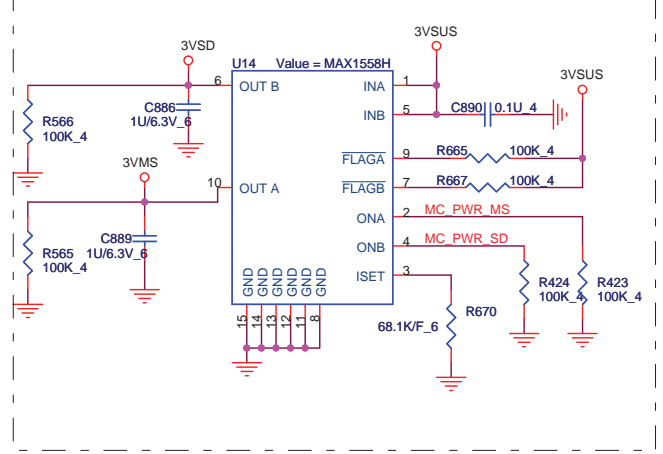 3VSUS
3VSD
3VSUS
U14 Value = MAX1558H
6 OUT B INA 1
R566
100K_4
C886
1U/6.3V_6
INB 5 C890 0.1U_4
3VMS
FLAGA 9 R665 100K_4
10 OUT A FLAGB 7 R667 100K_4
ONA 2 MC_PWR_MS
R565
100K_4
C889
1U/6.3V_6
ONB 4 MC_PWR_SD
ISET 3
GND GND GND GND GND GND
R424
100K_4
R423
100K_4
R670
68.1K/F_6
15 14 13 12 11 8